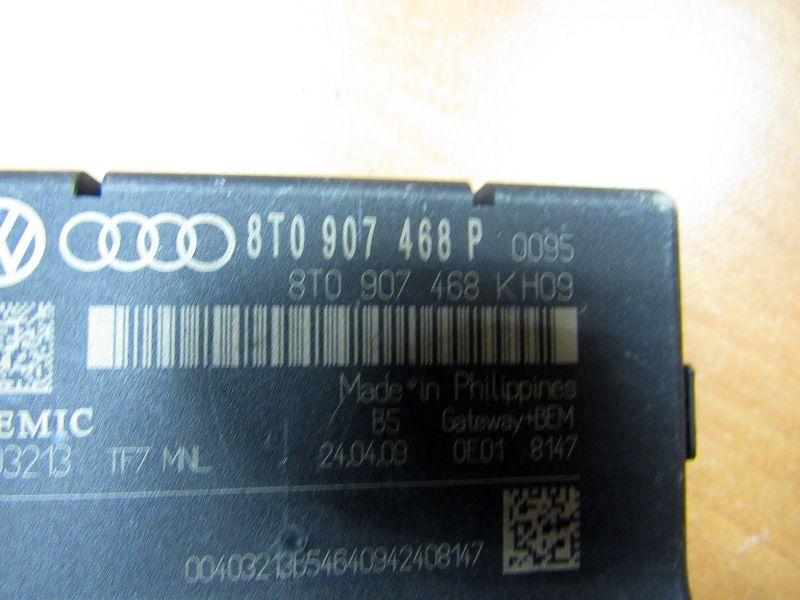 8T0 907 468 P 0095
8T0 907 468 KH09
Made in Philippines
EMIC B5 Gateway+BEM
03213 TF7 MNL 24.04.09 0E01 8147
00403213B54640942408147